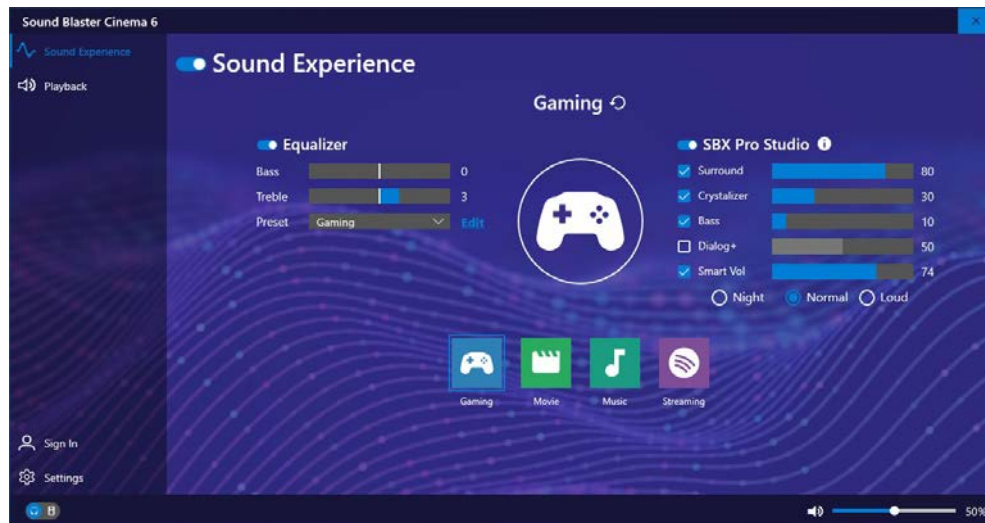 Sound Blaster Cinema 6
Sound Experience
Playback
Sound Experience
Gaming
Equalizer
Bass 0
Treble 3
Preset Gaming Edit
SBX Pro Studio
Surround 80
Crystalizer 30
Bass 10
Dialog+ 50
Smart Vol 74
Night Normal Loud
Gaming Movie Music Streaming
Sign In
Settings
50%